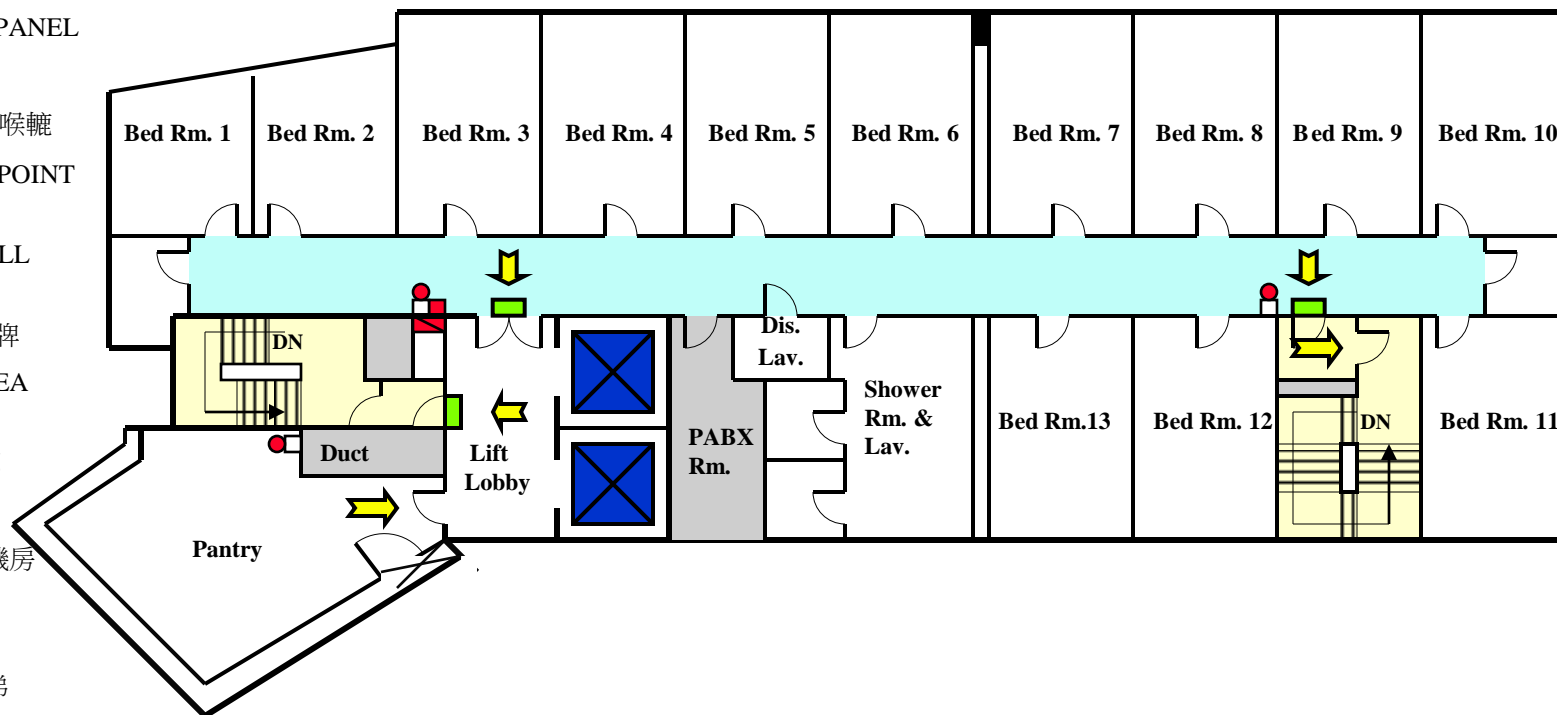 PANEL
喉轆
POINT
LL
牌
EA
機房
Bed Rm. 1
Bed Rm. 2
Bed Rm. 3
Bed Rm. 4
Bed Rm. 5
Bed Rm. 6
Bed Rm. 7
Bed Rm. 8
Bed Rm. 9
Bed Rm. 10
DN
Dis.
Lav.
Shower
Rm. &
Lav.
Bed Rm.13
Bed Rm. 12
DN
Bed Rm. 11
PABX
Rm.
Duct
Lift
Lobby
Pantry